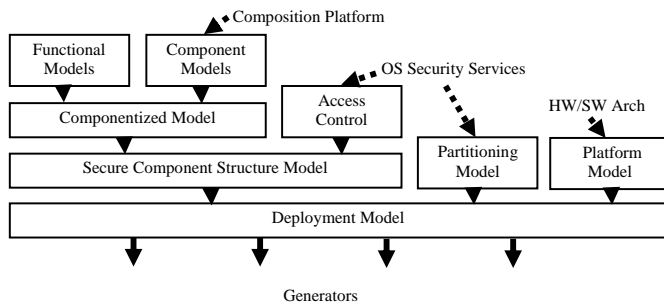 Composition Platform
Functional
Models
Component
Models
OS Security Services
Componentized Model
Access
Control
HW/SW Arch
Secure Component Structure Model
Partitioning
Model
Platform
Model
Deployment Model
Generators